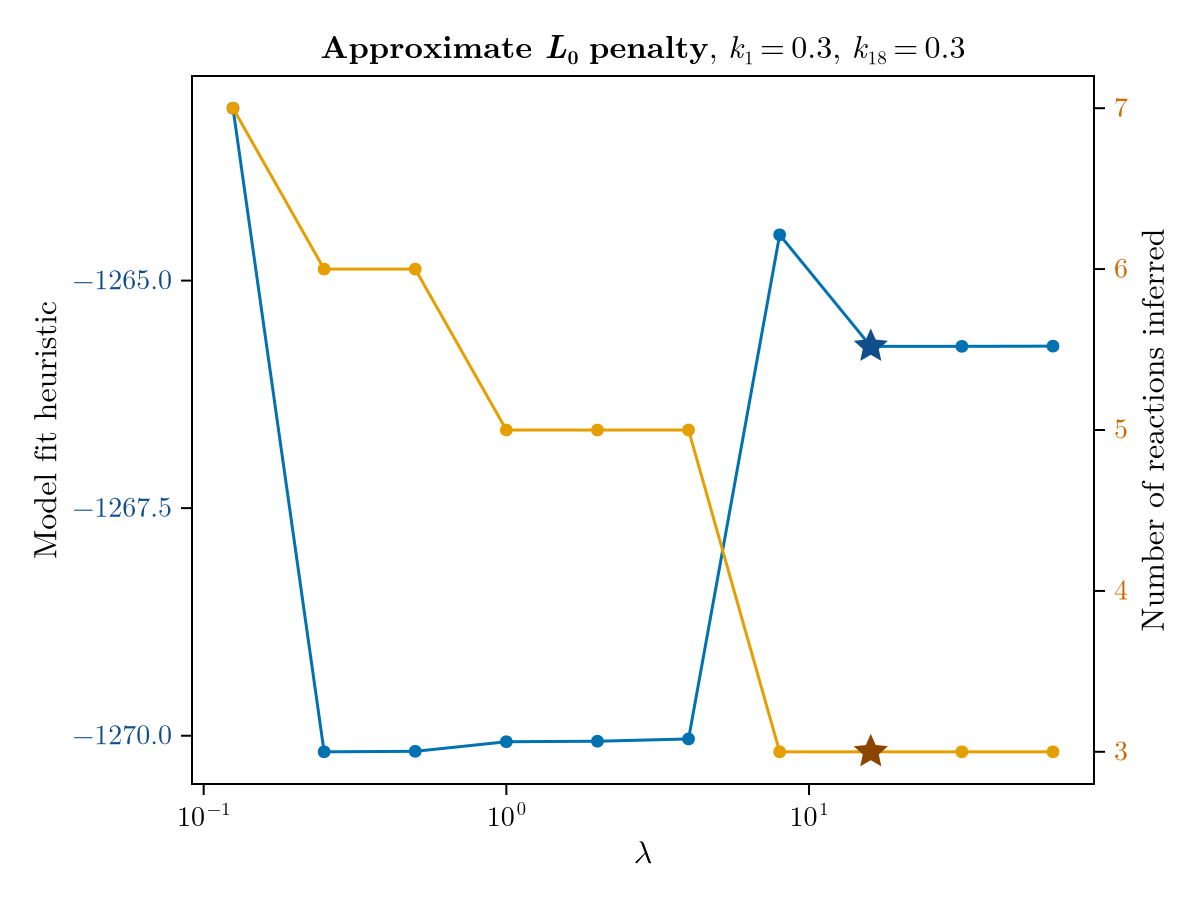 Approximate L₀ penalty, k₁ = 0.3, k₁₈ = 0.3
Model fit heuristic
−1265.0
−1267.5
−1270.0
7
6
5
4
3
Number of reactions inferred
10⁻¹
10⁰
10¹
λ